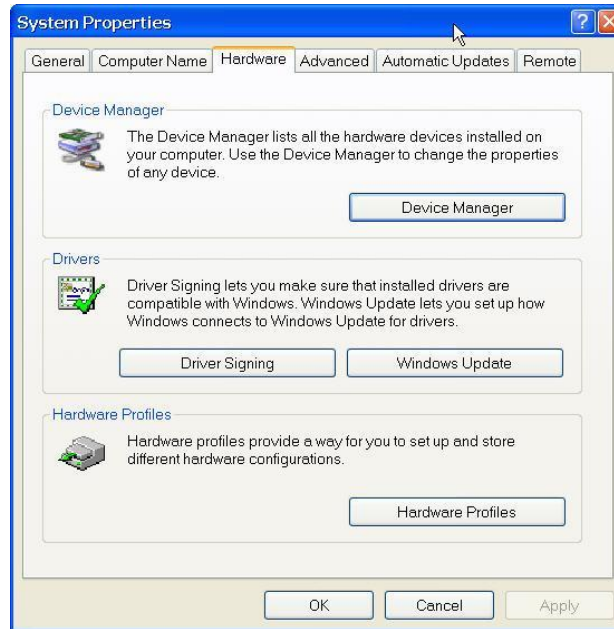 System Properties
?
General Computer Name Hardware Advanced Automatic Updates Remote
Device Manager
The Device Manager lists all the hardware devices installed on
your computer. Use the Device Manager to change the properties
of any device.
Device Manager
Drivers
Driver Signing lets you make sure that installed drivers are
compatible with Windows. Windows Update lets you set up how
Windows connects to Windows Update for drivers.
Driver Signing Windows Update
Hardware Profiles
Hardware profiles provide a way for you to set up and store
different hardware configurations.
Hardware Profiles
OK Cancel Apply